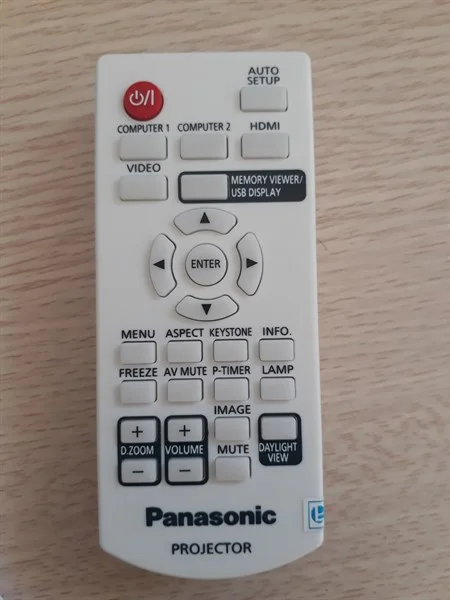 AUTO
SETUP
COMPUTER 1 COMPUTER 2 HDMI
VIDEO
MEMORY VIEWER/
USB DISPLAY
ENTER
MENU ASPECT KEYSTONE INFO.
FREEZE AV MUTE P-TIMER LAMP
IMAGE
+ +
D.ZOOM VOLUME
MUTE
DAYLIGHT
VIEW
− −
Panasonic
PROJECTOR